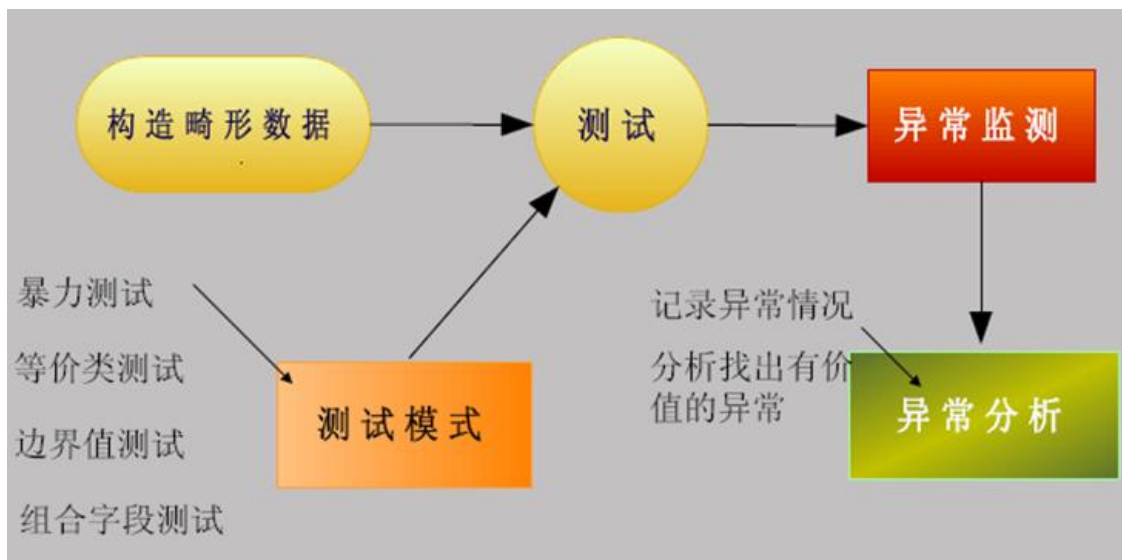 构造畸形数据
测试
异常监测
暴力测试
等价类测试
边界值测试
组合字段测试
测试模式
记录异常情况
分析找出有价
值的异常
异常分析